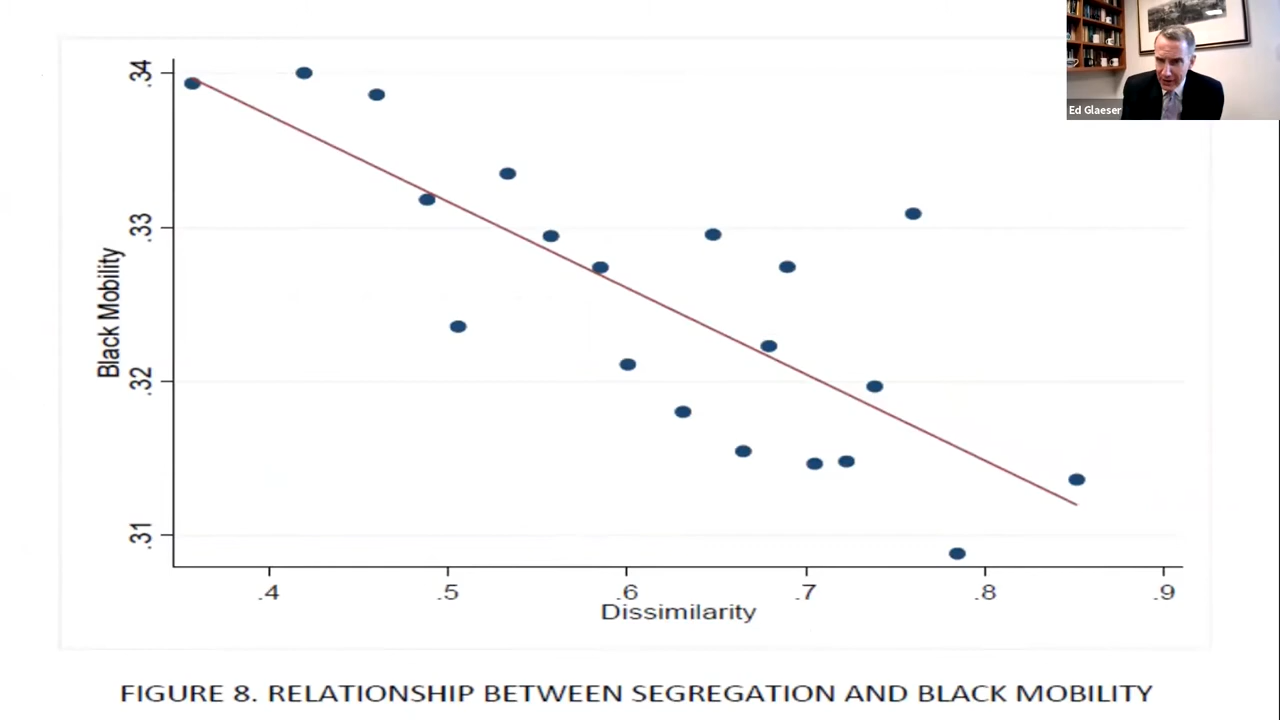 Ed Glaeser
.34
.33
.32
.31
Black Mobility
.4 .5 .6 .7 .8 .9
Dissimilarity
FIGURE 8. RELATIONSHIP BETWEEN SEGREGATION AND BLACK MOBILITY